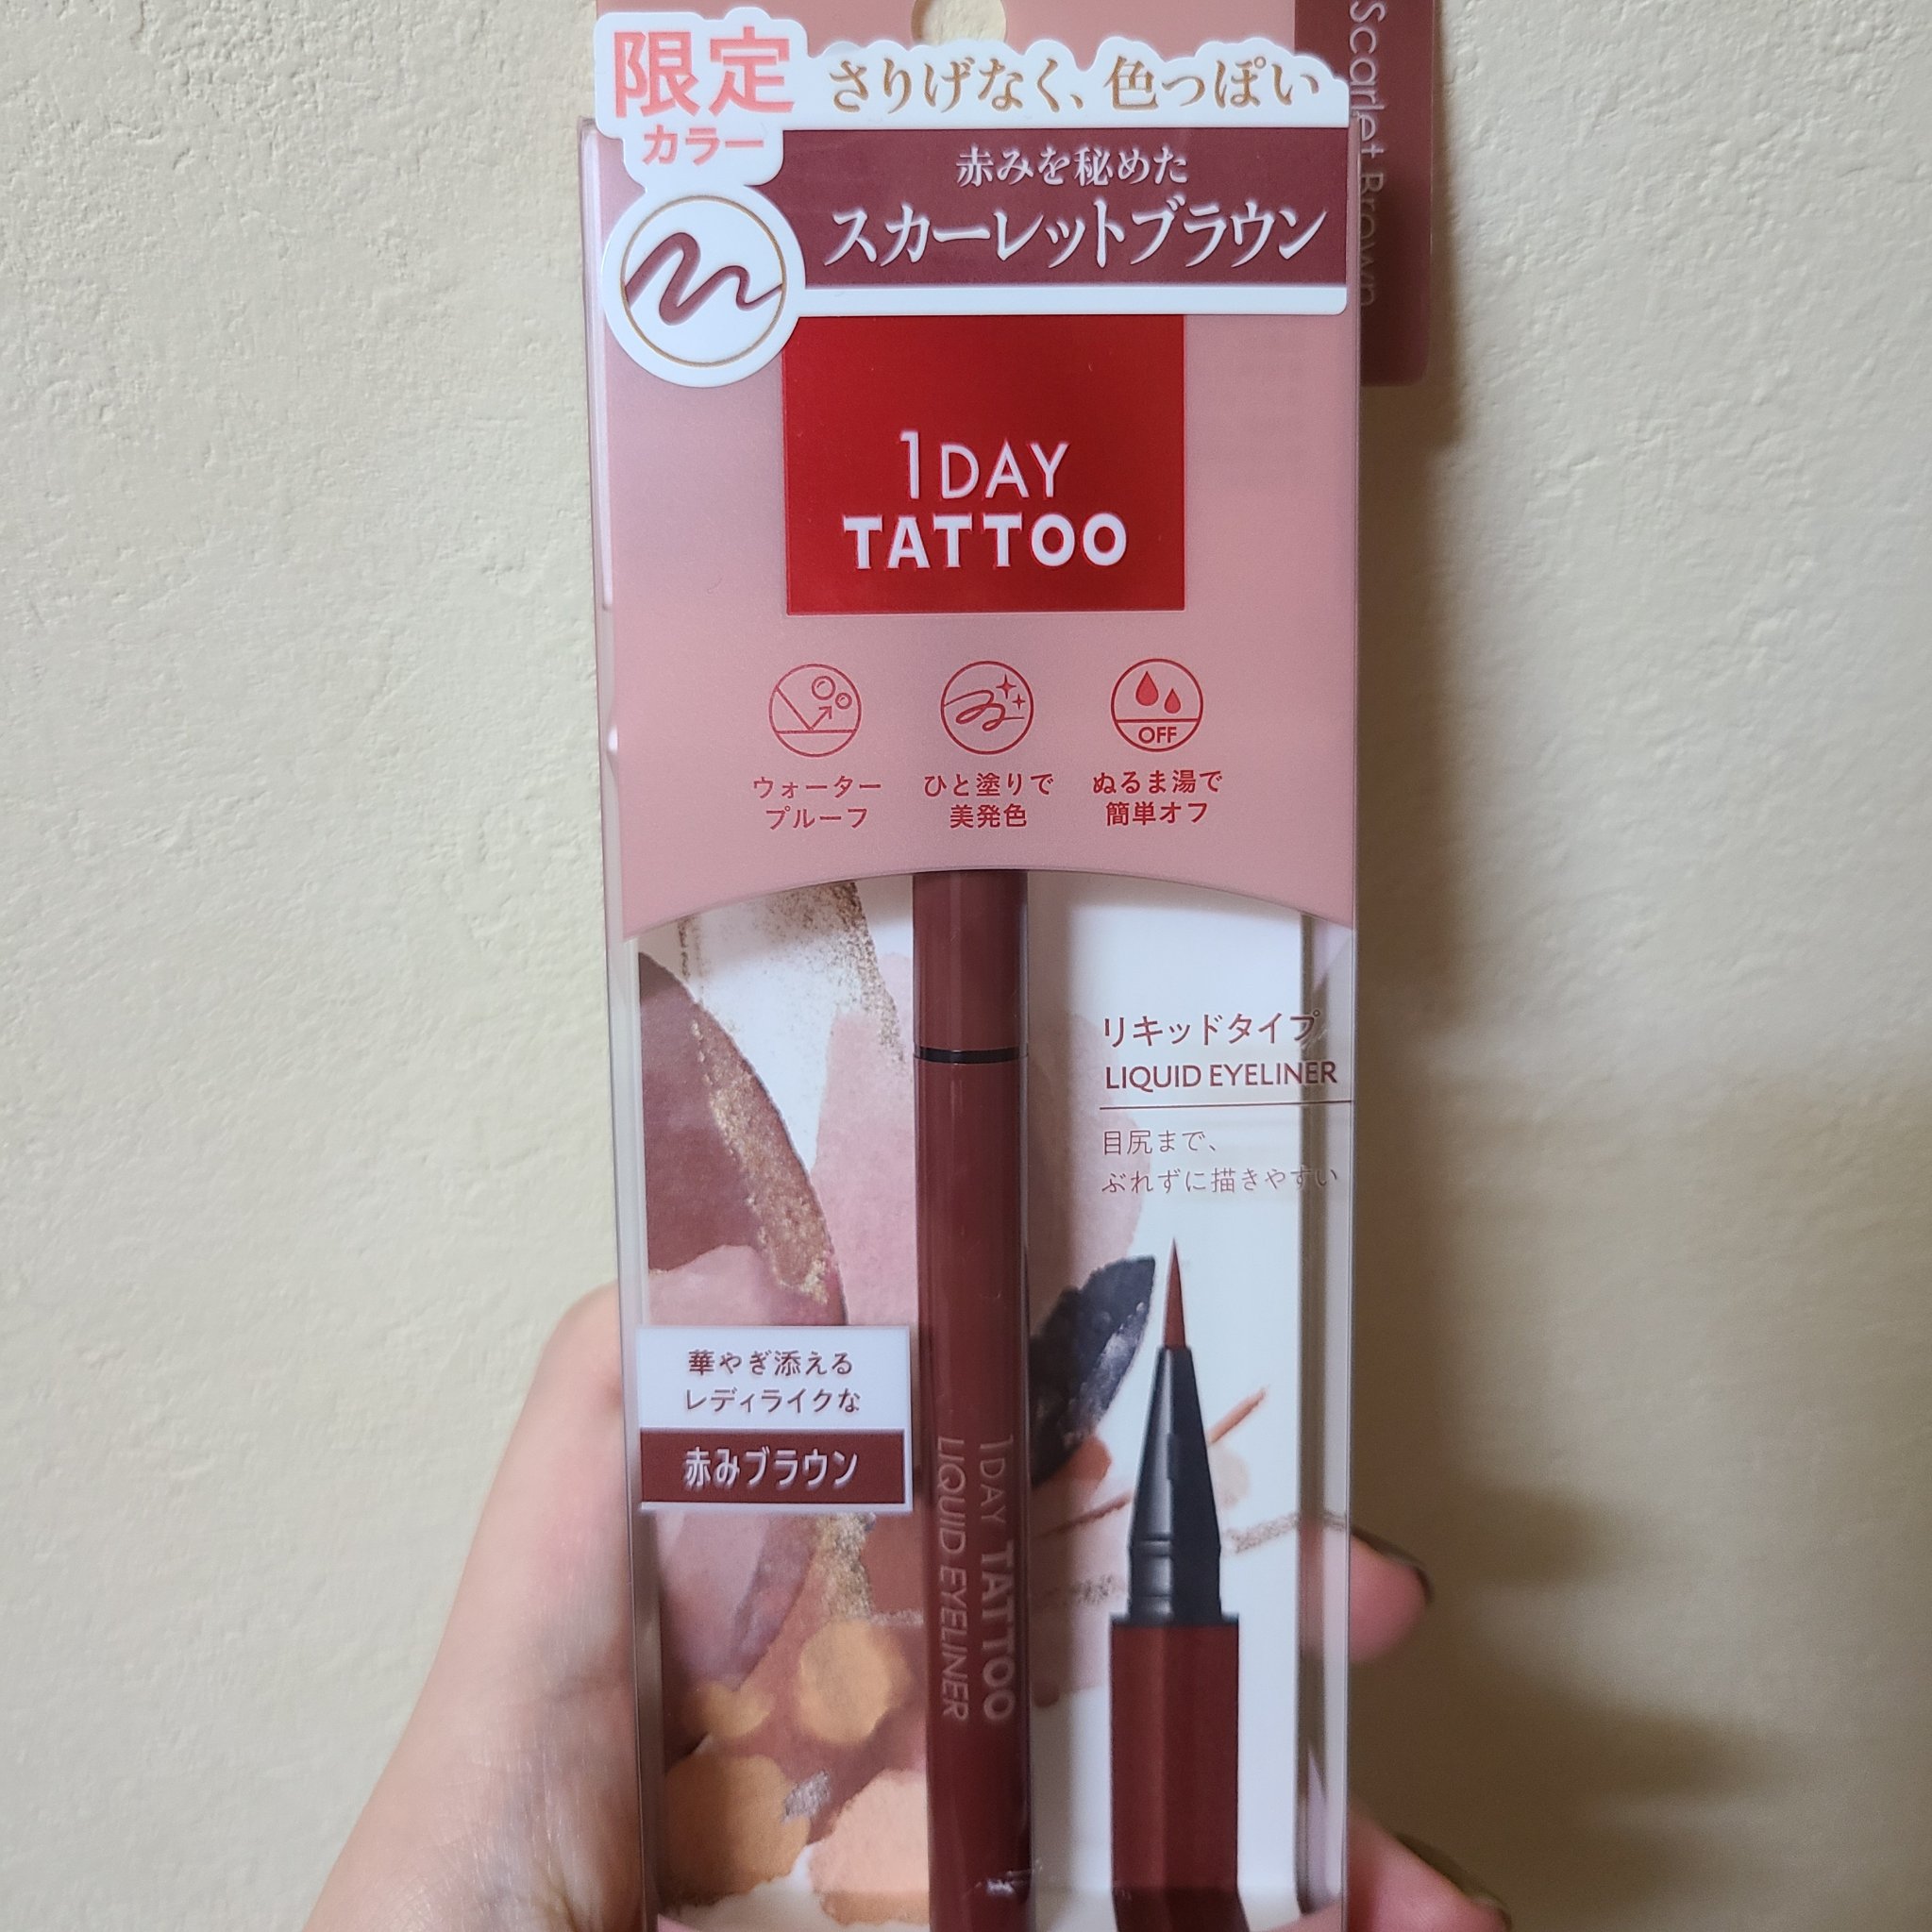 限定
カラー
さりげなく、色っぽい
赤みを秘めた
スカーレットブラウン
Scarlet Brown
1DAY
TATTOO
OFF
ウォーター
プルーフ
ひと塗りで
美発色
ぬるま湯で
簡単オフ
リキッドタイプ
LIQUID EYELINER
目尻まで、
ぶれずに描きやすい
華やぎ添える
レディライクな
赤みブラウン
1DAY TATTOO
LIQUID EYELINER